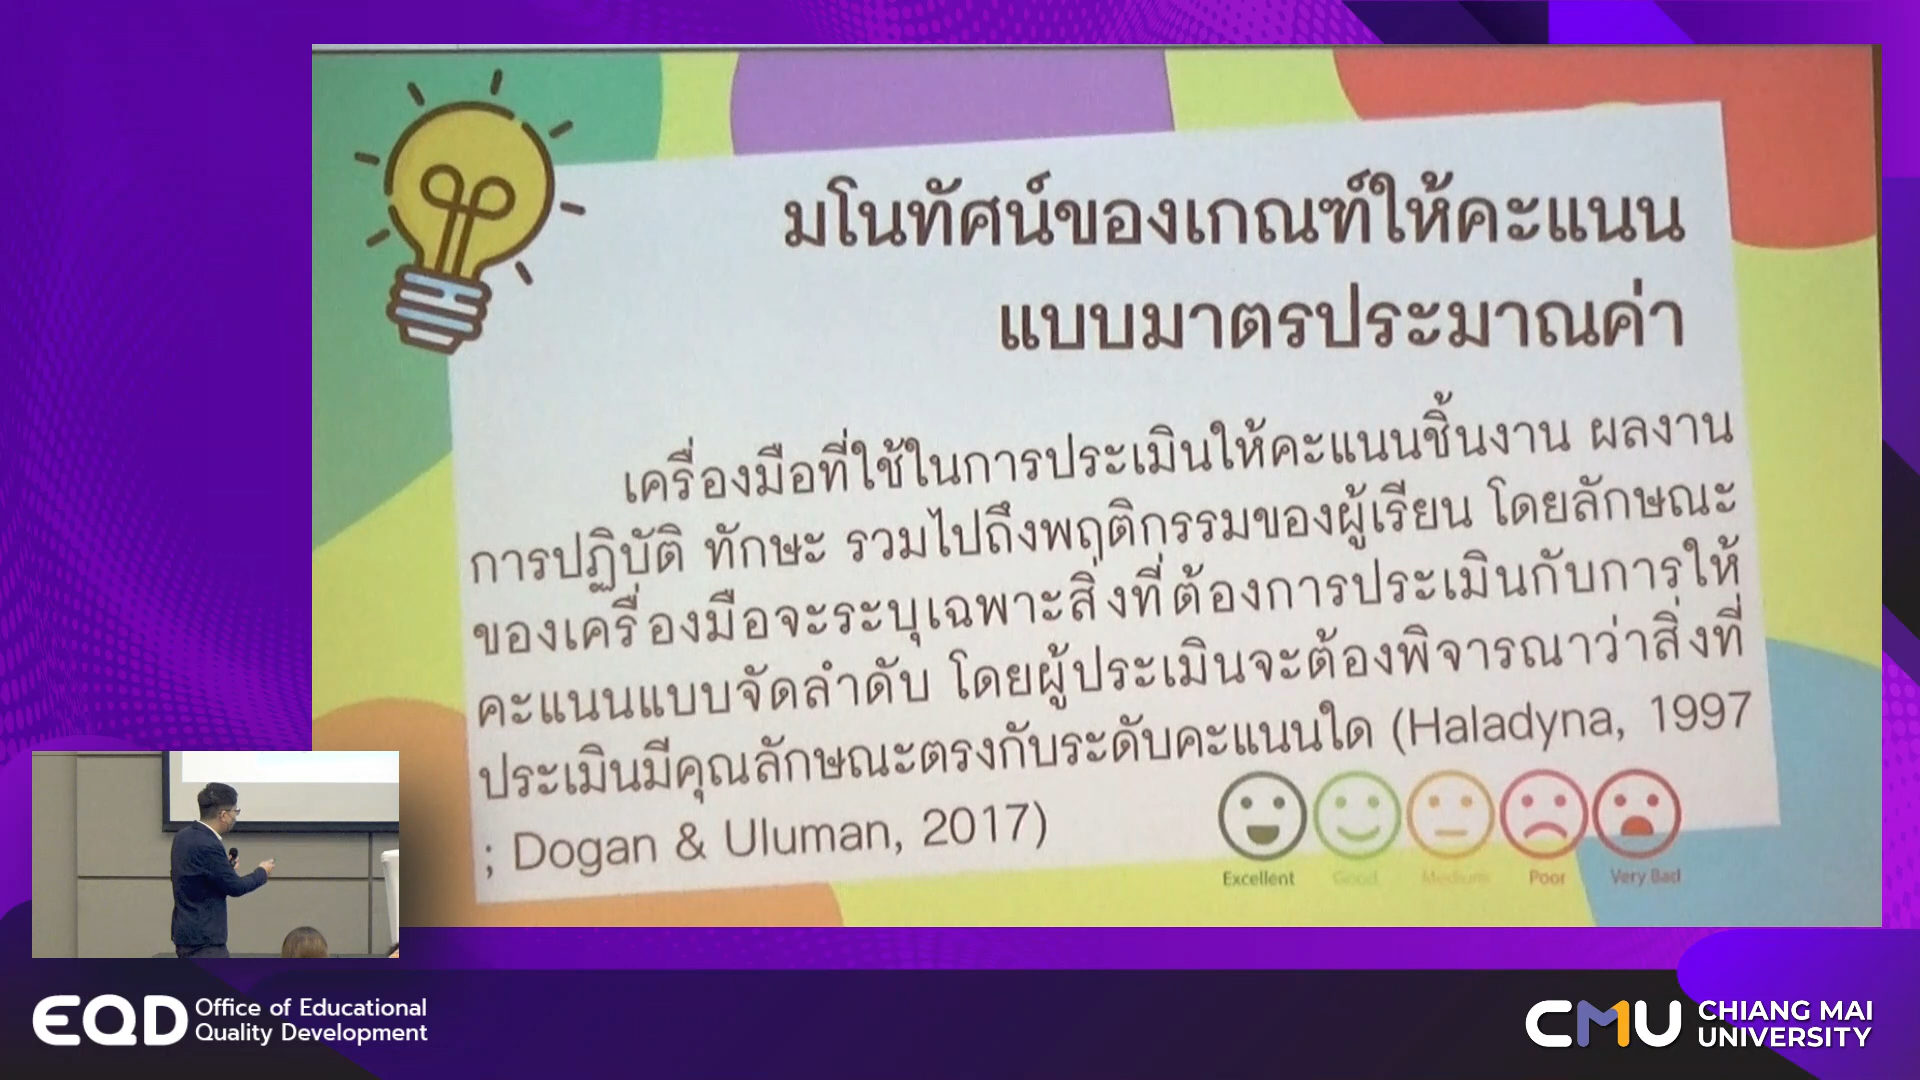 มโนทัศน์ของเกณฑ์ให้คะแนน
แบบมาตรประมาณค่า
เครื่องมือที่ใช้ในการประเมินให้คะแนนชิ้นงาน ผลงาน
การปฏิบัติ ทักษะ รวมไปถึงพฤติกรรมของผู้เรียน โดยลักษณะ
ของเครื่องมือจะระบุเฉพาะสิ่งที่ต้องการประเมินกับการให้
คะแนนแบบจัดลำดับ โดยผู้ประเมินจะต้องพิจารณาว่าสิ่งที่
ประเมินมีคุณลักษณะตรงกับระดับคะแนนใด (Haladyna, 1997
; Dogan & Uluman, 2017)
Excellent Good Medium Poor Very Bad
EQD Office of Educational
Quality Development
CMU CHIANG MAI
UNIVERSITY